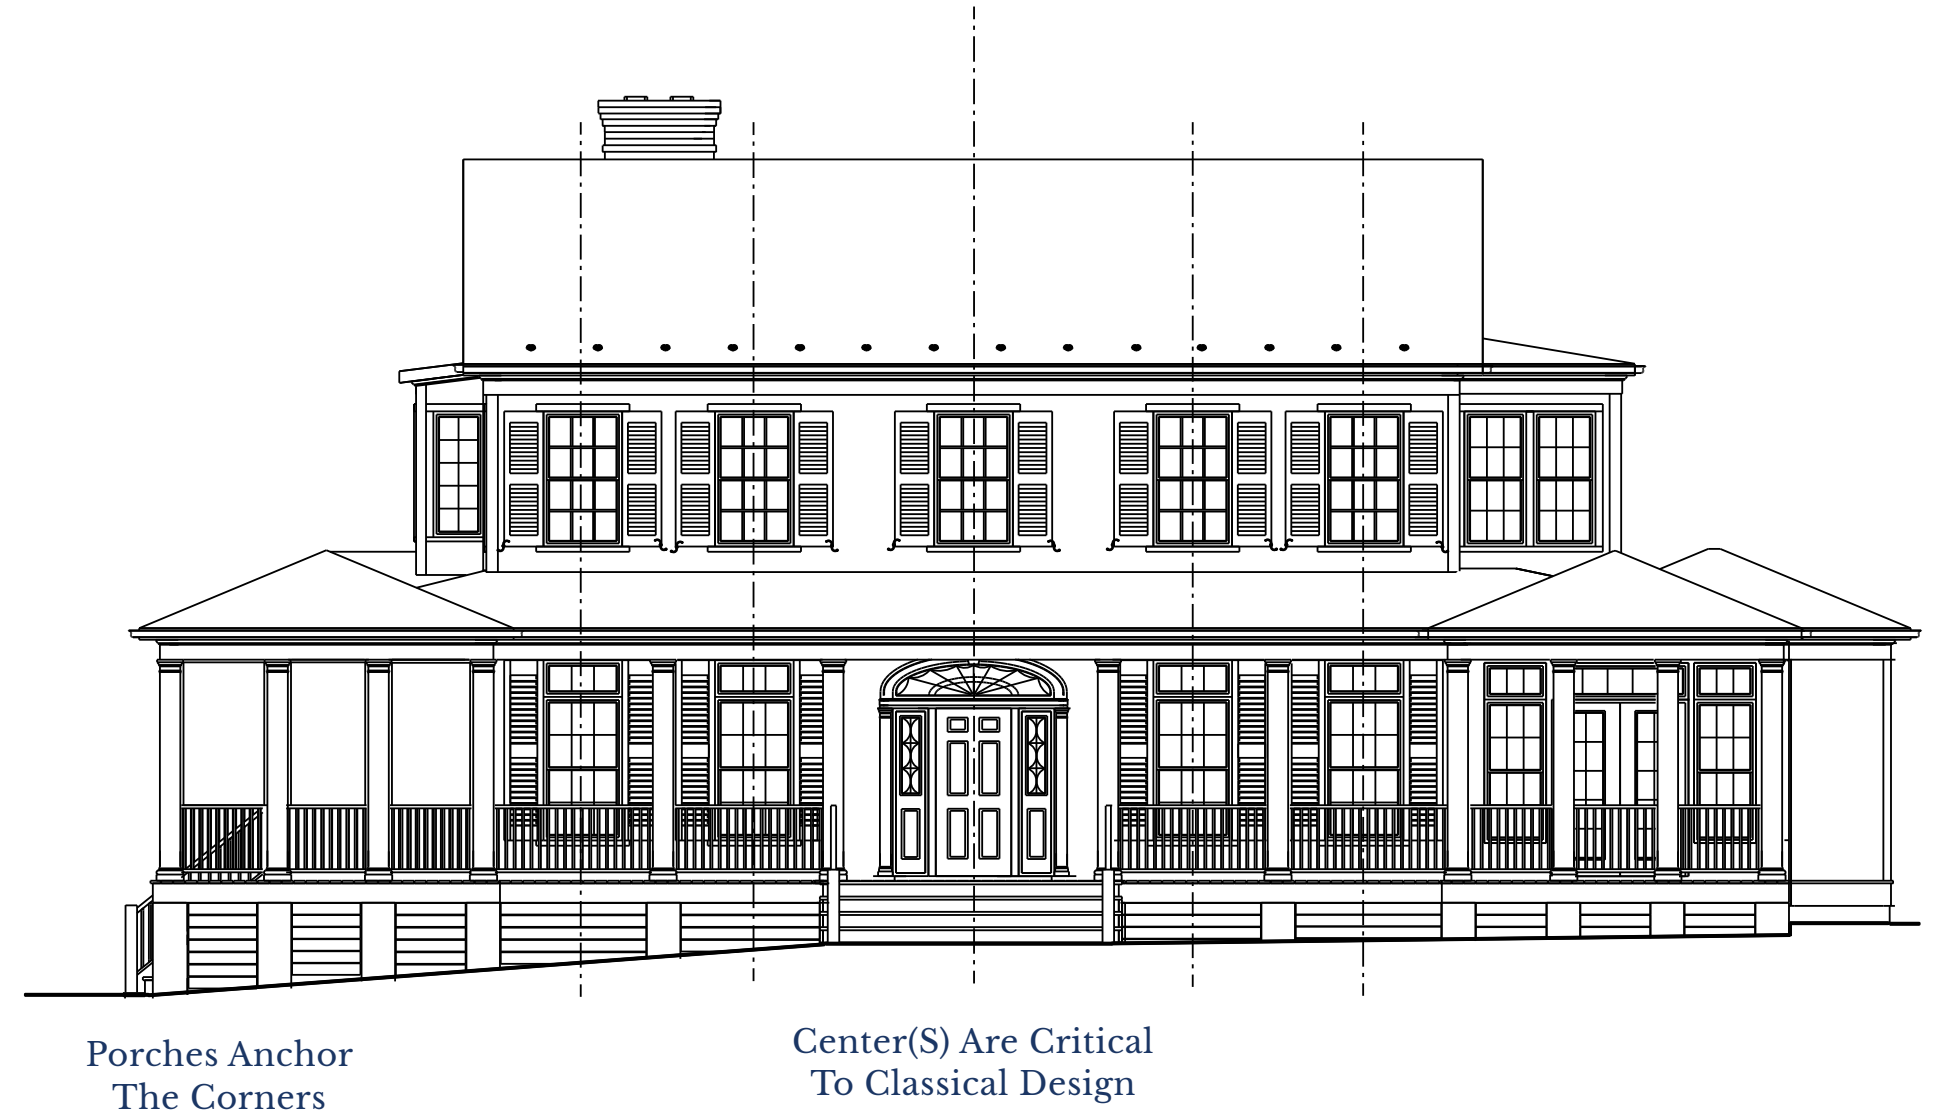 Porches Anchor
The Corners
Center(S) Are Critical
To Classical Design